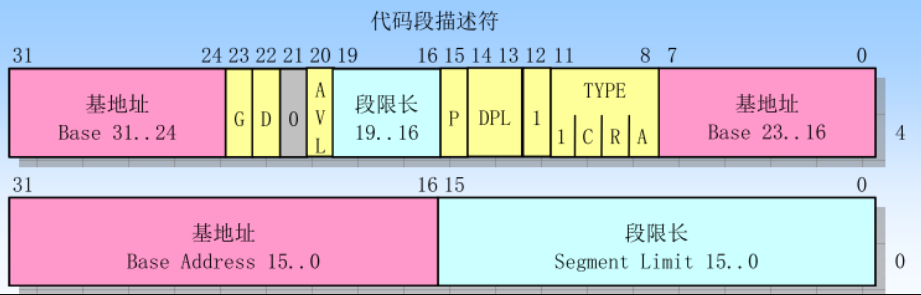 代码段描述符
31 24 23 22 21 20 19 16 15 14 13 12 11 8 7 0
基地址 Base 31..24 G D 0 AVL 段限长 19..16 P DPL 1 TYPE 1 C R A 基地址 Base 23..16 4
31 16 15 0
基地址 段限长
Base Address 15..0 Segment Limit 15..0 0